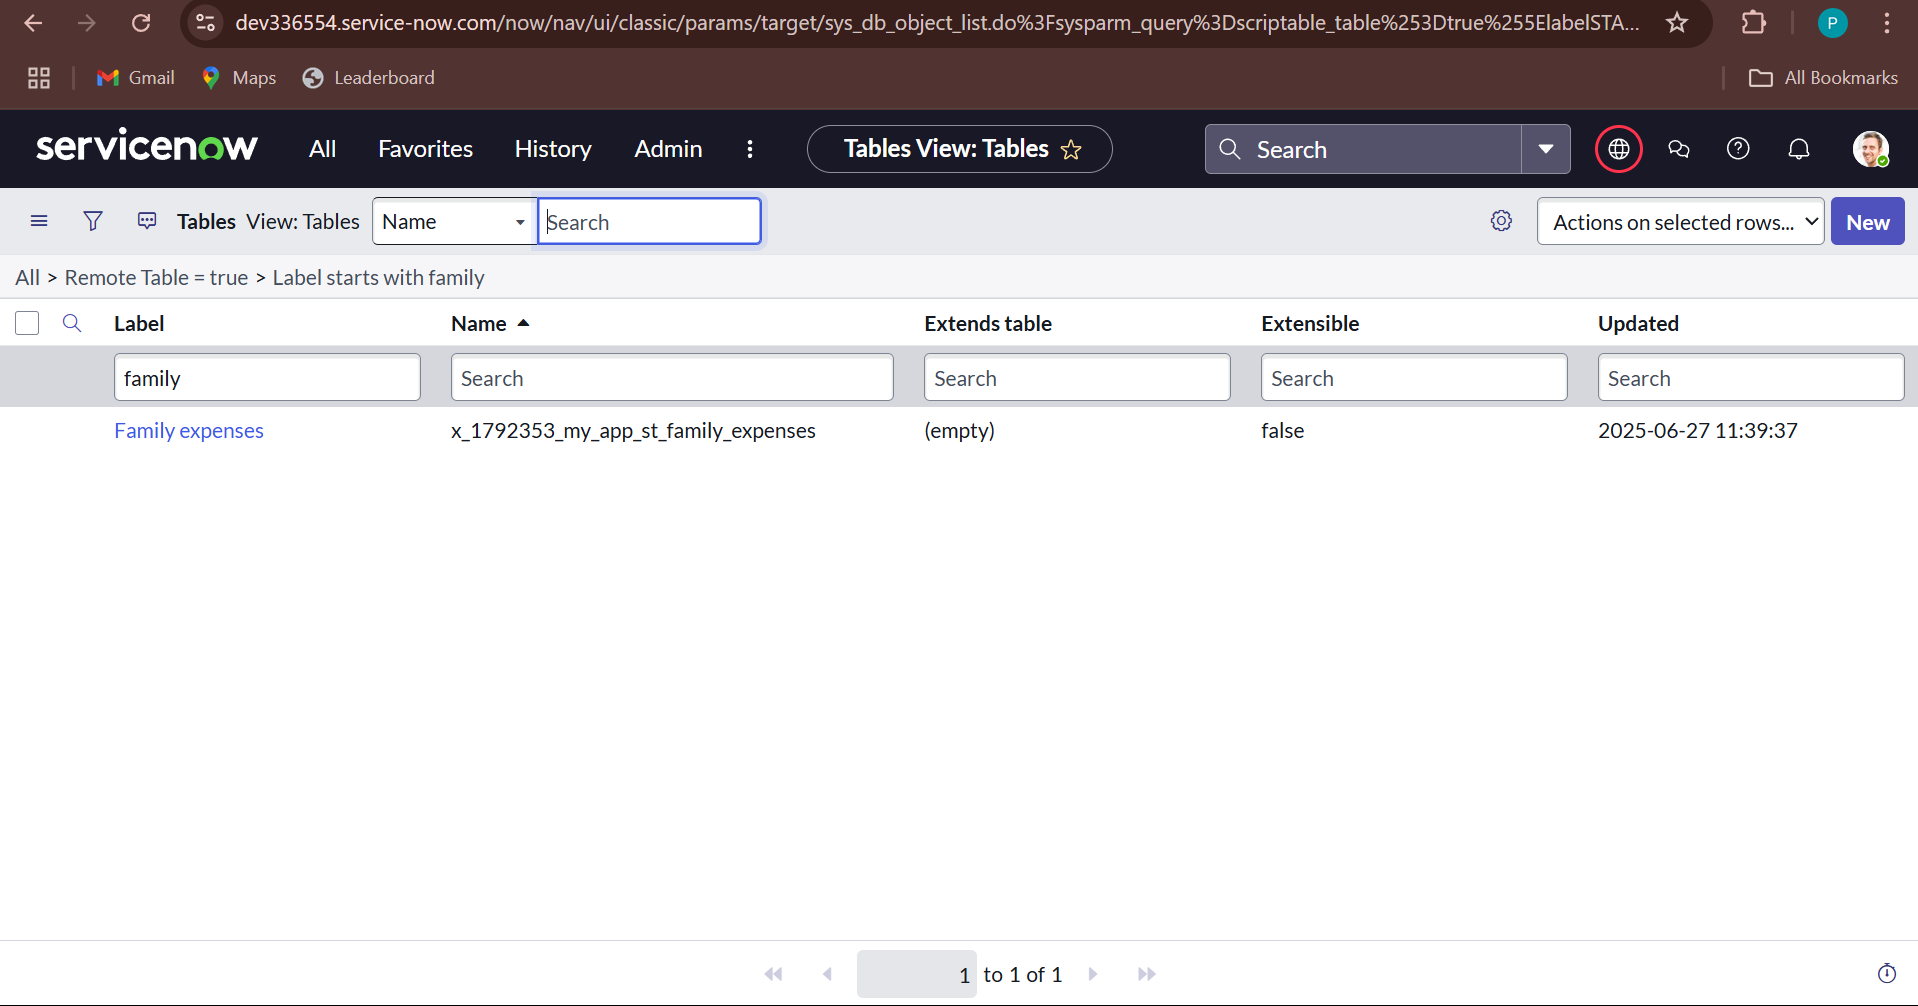 dev336554.service-now.com/now/nav/ui/classic/params/target/sys_db_object_list.do%3Fsysparm_query%3Dscriptable_table%253Dtrue%255ElabelSTA...
P
Gmail Maps Leaderboard All Bookmarks
servicenow All Favorites History Admin Tables View: Tables Search
Tables View: Tables Name Search Actions on selected rows... New
All > Remote Table = true > Label starts with family
Label Name Extends table Extensible Updated
family Search Search Search Search
Family expenses x_1792353_my_app_st_family_expenses (empty) false 2025-06-27 11:39:37
1 to 1 of 1